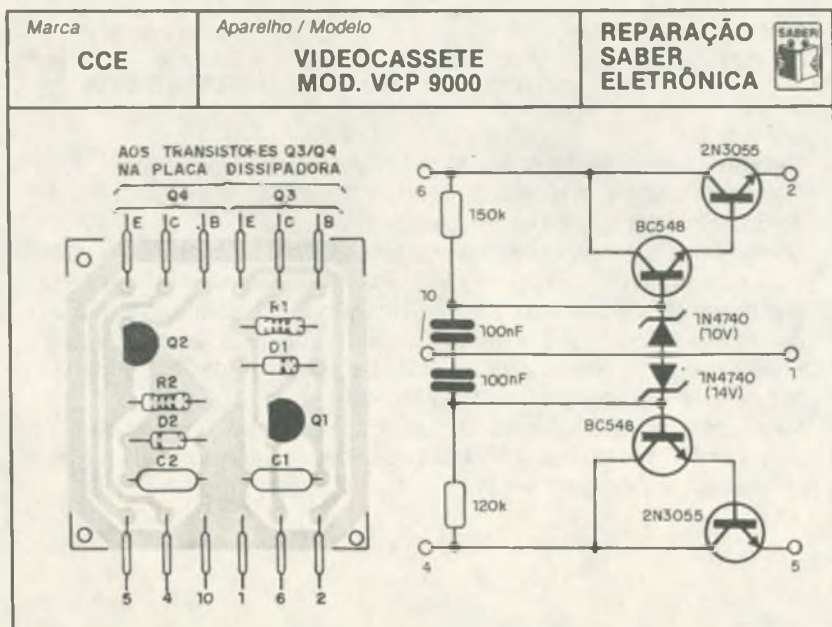 Marca
CCE
Aparelho / Modelo
VIDEOCASSETE
MOD. VCP 9000
REPARAÇÃO
SABER
ELETRÔNICA
SABER
AOS TRANSISTORES Q3/Q4
NA PLACA DISSIPADORA
Q4 Q3
E C B E C B
R1
D1
Q2
R2
D2
Q1
C2 C1
5 4 10 1 6 2
2N3055
6 2
150k
BC548
10
100nF
1N4740
(10V)
1
100nF
1N4740
(14V)
BC548
120k
2N3055
4 5